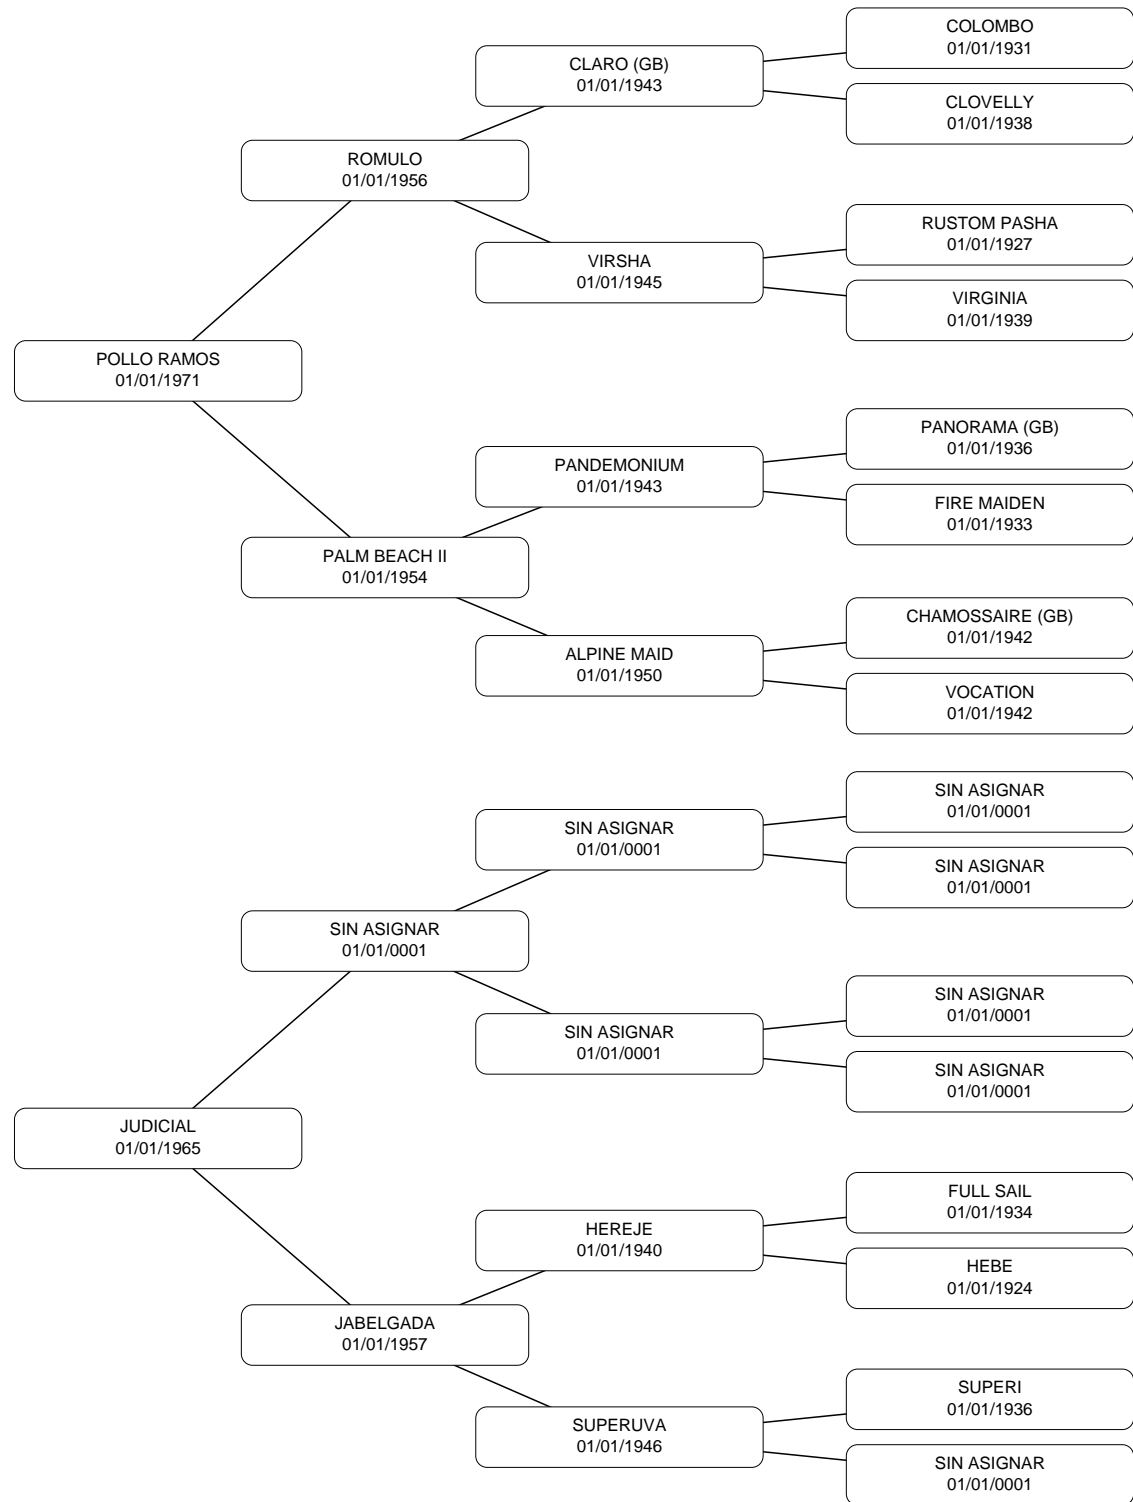 COLOMBO
01/01/1931
CLARO (GB)
01/01/1943
CLOVELLY
01/01/1938
ROMULO
01/01/1956
RUSTOM PASHA
01/01/1927
VIRSHA
01/01/1945
VIRGINIA
01/01/1939
POLLO RAMOS
01/01/1971
PANORAMA (GB)
01/01/1936
PANDEMONIUM
01/01/1943
FIRE MAIDEN
01/01/1933
PALM BEACH II
01/01/1954
CHAMOSSAIRE (GB)
01/01/1942
ALPINE MAID
01/01/1950
VOCATION
01/01/1942
SIN ASIGNAR
01/01/0001
SIN ASIGNAR
01/01/0001
SIN ASIGNAR
01/01/0001
SIN ASIGNAR
01/01/0001
SIN ASIGNAR
01/01/0001
SIN ASIGNAR
01/01/0001
SIN ASIGNAR
01/01/0001
JUDICIAL
01/01/1965
FULL SAIL
01/01/1934
HEREJE
01/01/1940
HEBE
01/01/1924
JABELGADA
01/01/1957
SUPERI
01/01/1936
SUPERUVA
01/01/1946
SIN ASIGNAR
01/01/0001